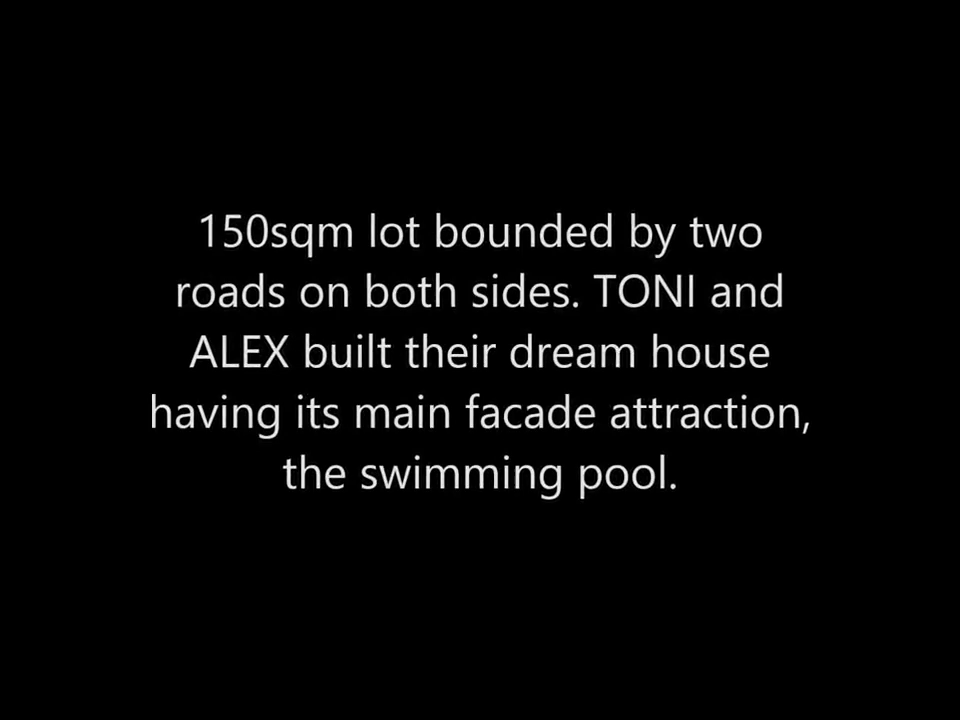 150sqm lot bounded by two
roads on both sides. TONI and
ALEX built their dream house
having its main facade attraction,
the swimming pool.